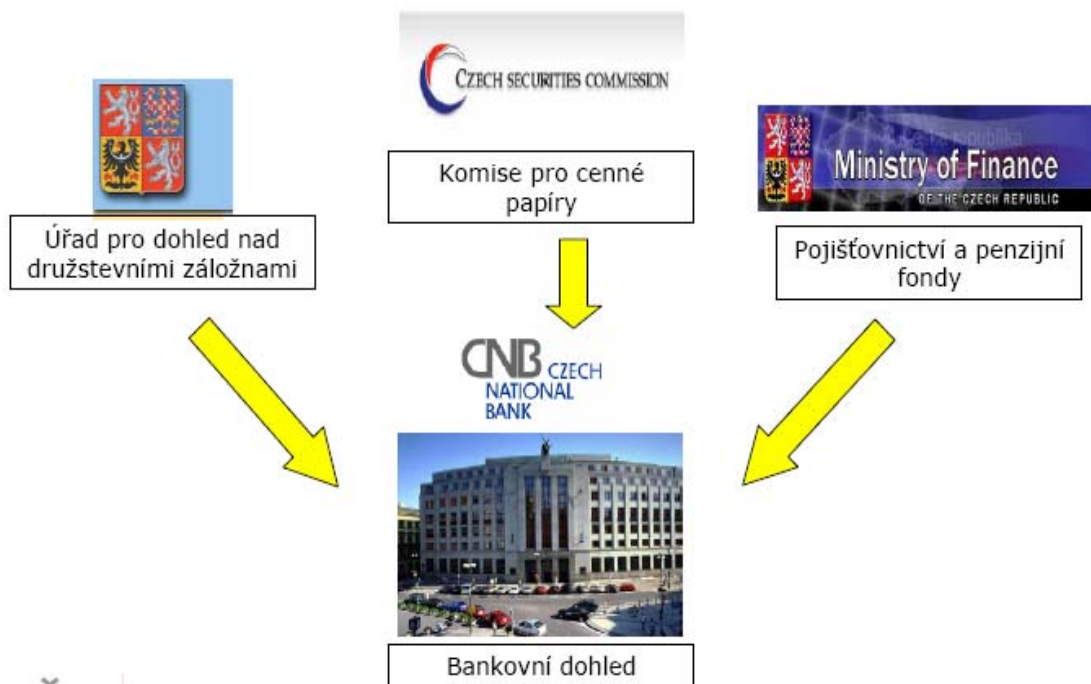 CZECH SECURITIES COMMISSION
Komise pro cenné
papíry
Úřad pro dohled nad
družstevními záložnami
Ministry of Finance
OF THE CZECH REPUBLIC
Pojišťovnictví a penzijní
fondy
CNB CZECH
NATIONAL
BANK
Bankovní dohled